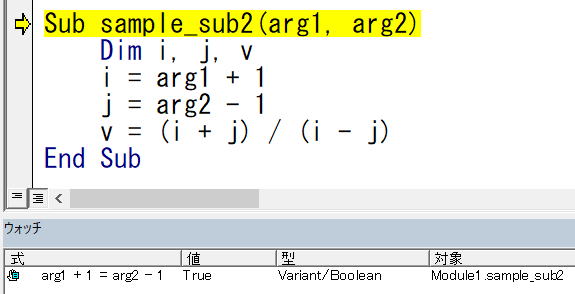 Sub sample_sub2(arg1, arg2)
Dim i, j, v
i = arg1 + 1
j = arg2 - 1
v = (i + j) / (i - j)
End Sub
ウォッチ
式 値 型 対象
arg1 + 1 = arg2 - 1 True Variant/Boolean Module1.sample_sub2